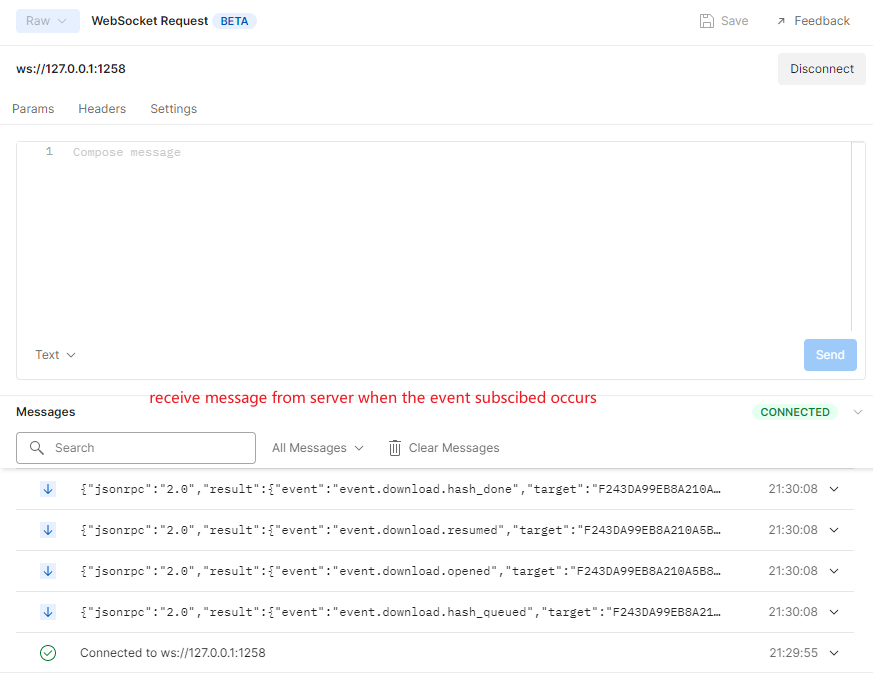 Raw WebSocket Request BETA Save Feedback
ws://127.0.0.1:1258 Disconnect
Params Headers Settings
1 Compose message
Text Send
receive message from server when the event subscibed occurs
Messages CONNECTED
Search All Messages Clear Messages
{"jsonrpc":"2.0","result":{"event":"event.download.hash_done","target":"F243DA99EB8A210A… 21:30:08
{"jsonrpc":"2.0","result":{"event":"event.download.resumed","target":"F243DA99EB8A210A5B… 21:30:08
{"jsonrpc":"2.0","result":{"event":"event.download.opened","target":"F243DA99EB8A210A5B8… 21:30:08
{"jsonrpc":"2.0","result":{"event":"event.download.hash_queued","target":"F243DA99EB8A21… 21:30:08
Connected to ws://127.0.0.1:1258 21:29:55